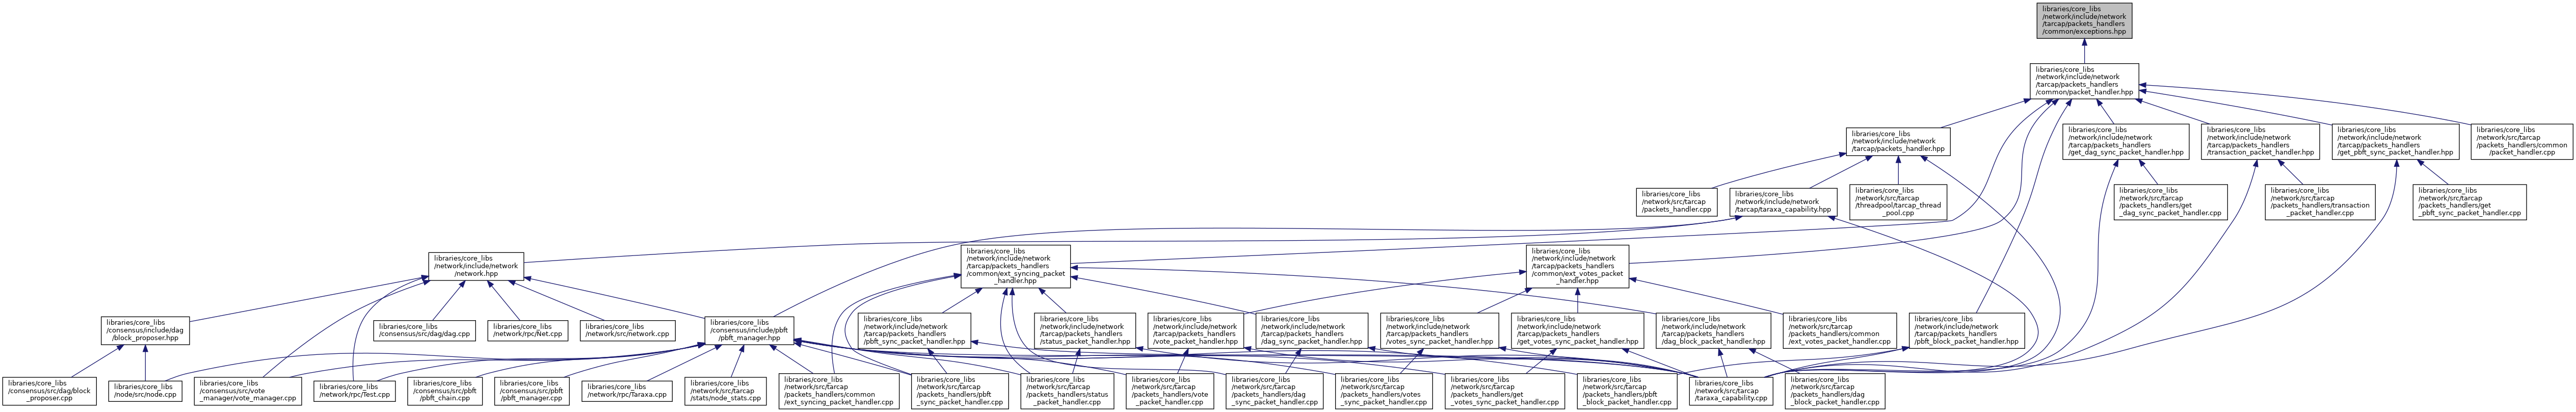 libraries/core_libs
/network/include/network
/tarcap/packets_handlers
/common/exceptions.hpp
libraries/core_libs
/network/include/network
/tarcap/packets_handlers
/common/packet_handler.hpp
libraries/core_libs
/network/include/network
/tarcap/packets_handler.hpp
libraries/core_libs
/network/include/network
/tarcap/packets_handlers
/get_dag_sync_packet_handler.hpp
libraries/core_libs
/network/include/network
/tarcap/packets_handlers
/transaction_packet_handler.hpp
libraries/core_libs
/network/include/network
/tarcap/packets_handlers
/get_pbft_sync_packet_handler.hpp
libraries/core_libs
/network/src/tarcap
/packets_handlers/common
/packet_handler.cpp
libraries/core_libs
/network/src/tarcap
/packets_handler.cpp
libraries/core_libs
/network/include/network
/tarcap/taraxa_capability.hpp
libraries/core_libs
/network/src/tarcap
/threadpool/tarcap_thread
_pool.cpp
libraries/core_libs
/network/src/tarcap
/packets_handlers/get
_dag_sync_packet_handler.cpp
libraries/core_libs
/network/src/tarcap
/packets_handlers/transaction
_packet_handler.cpp
libraries/core_libs
/network/src/tarcap
/packets_handlers/get
_pbft_sync_packet_handler.cpp
libraries/core_libs
/network/include/network
/network.hpp
libraries/core_libs
/network/include/network
/tarcap/packets_handlers
/common/ext_syncing_packet
_handler.hpp
libraries/core_libs
/network/include/network
/tarcap/packets_handlers
/common/ext_votes_packet
_handler.hpp
libraries/core_libs
/consensus/include/dag
/block_proposer.hpp
libraries/core_libs
/consensus/src/dag/dag.cpp
libraries/core_libs
/network/rpc/Net.cpp
libraries/core_libs
/network/src/network.cpp
libraries/core_libs
/consensus/include/pbft
/pbft_manager.hpp
libraries/core_libs
/network/include/network
/tarcap/packets_handlers
/pbft_sync_packet_handler.hpp
libraries/core_libs
/network/include/network
/tarcap/packets_handlers
/status_packet_handler.hpp
libraries/core_libs
/network/include/network
/tarcap/packets_handlers
/vote_packet_handler.hpp
libraries/core_libs
/network/include/network
/tarcap/packets_handlers
/dag_sync_packet_handler.hpp
libraries/core_libs
/network/include/network
/tarcap/packets_handlers
/votes_sync_packet_handler.hpp
libraries/core_libs
/network/include/network
/tarcap/packets_handlers
/get_votes_sync_packet_handler.hpp
libraries/core_libs
/network/include/network
/tarcap/packets_handlers
/dag_block_packet_handler.hpp
libraries/core_libs
/network/src/tarcap
/packets_handlers/common
/ext_votes_packet_handler.cpp
libraries/core_libs
/network/include/network
/tarcap/packets_handlers
/pbft_block_packet_handler.hpp
libraries/core_libs
/consensus/src/dag/block
_proposer.cpp
libraries/core_libs
/node/src/node.cpp
libraries/core_libs
/consensus/src/vote
_manager/vote_manager.cpp
libraries/core_libs
/network/rpc/Test.cpp
libraries/core_libs
/consensus/src/pbft
/pbft_chain.cpp
libraries/core_libs
/consensus/src/pbft
/pbft_manager.cpp
libraries/core_libs
/network/rpc/Taraxa.cpp
libraries/core_libs
/network/src/tarcap
/stats/node_stats.cpp
libraries/core_libs
/network/src/tarcap
/packets_handlers/common
/ext_syncing_packet_handler.cpp
libraries/core_libs
/network/src/tarcap
/packets_handlers/pbft
_sync_packet_handler.cpp
libraries/core_libs
/network/src/tarcap
/packets_handlers/status
_packet_handler.cpp
libraries/core_libs
/network/src/tarcap
/packets_handlers/vote
_packet_handler.cpp
libraries/core_libs
/network/src/tarcap
/packets_handlers/dag
_sync_packet_handler.cpp
libraries/core_libs
/network/src/tarcap
/packets_handlers/votes
_sync_packet_handler.cpp
libraries/core_libs
/network/src/tarcap
/packets_handlers/get
_votes_sync_packet_handler.cpp
libraries/core_libs
/network/src/tarcap
/packets_handlers/pbft
_block_packet_handler.cpp
libraries/core_libs
/network/src/tarcap
/taraxa_capability.cpp
libraries/core_libs
/network/src/tarcap
/packets_handlers/dag
_block_packet_handler.cpp